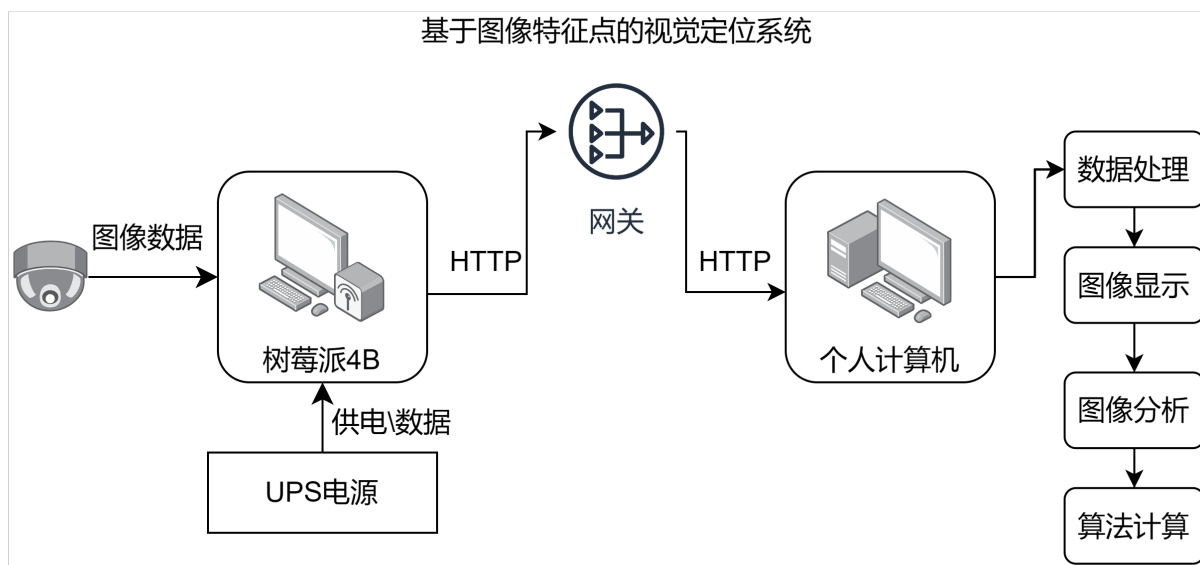 基于图像特征点的视觉定位系统
图像数据
树莓派4B
供电\数据
UPS电源
HTTP
网关
HTTP
个人计算机
数据处理
图像显示
图像分析
算法计算